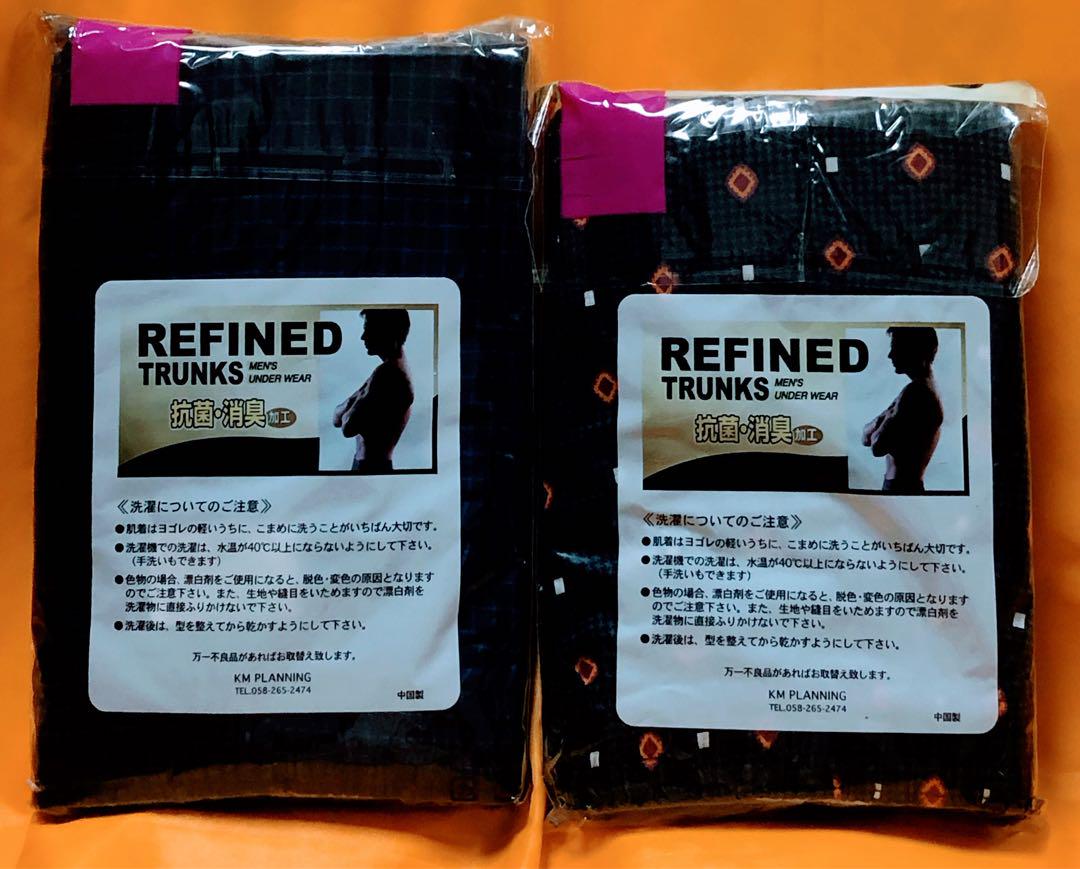 REFINED
TRUNKS MEN'S
UNDER WEAR
抗菌・消臭加工
《洗濯についてのご注意》
●肌着はヨゴレの軽いうちに、こまめに洗うことがいちばん大切です。
●洗濯機での洗濯は、水温が40℃以上にならないようにして下さい。
(手洗いもできます)
●色物の場合、漂白剤をご使用になると、脱色・変色の原因となります
のでご注意下さい。また、生地や縫目をいためますので漂白剤を
洗濯物に直接ふりかけないで下さい。
●洗濯後は、型を整えてから乾かすようにして下さい。
万一不良品があればお取替え致します。
KM PLANNING
TEL.058-265-2474
中国製
REFINED
TRUNKS MEN'S
UNDER WEAR
抗菌・消臭加工
《洗濯についてのご注意》
●肌着はヨゴレの軽いうちに、こまめに洗うことがいちばん大切です。
●洗濯機での洗濯は、水温が40℃以上にならないようにして下さい。
(手洗いもできます)
●色物の場合、漂白剤をご使用になると、脱色・変色の原因となります
のでご注意下さい。また、生地や縫目をいためますので漂白剤を
洗濯物に直接ふりかけないで下さい。
●洗濯後は、型を整えてから乾かすようにして下さい。
万一不良品があればお取替え致します。
KM PLANNING
TEL.058-265-2474
中国製